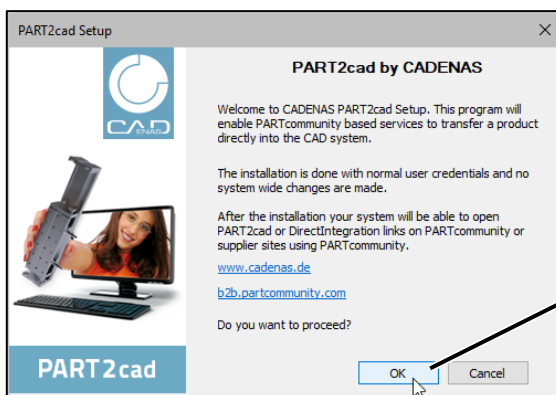 PART2cad Setup
CAD
ENAS
PART2cad
PART2cad by CADENAS
Welcome to CADENAS PART2cad Setup. This program will
enable PARTcommunity based services to transfer a product
directly into the CAD system.
The installation is done with normal user credentials and no
system wide changes are made.
After the installation your system will be able to open
PART2cad or DirectIntegration links on PARTcommunity or
supplier sites using PARTcommunity.
www.cadenas.de
b2b.partcommunity.com
Do you want to proceed?
OK
Cancel